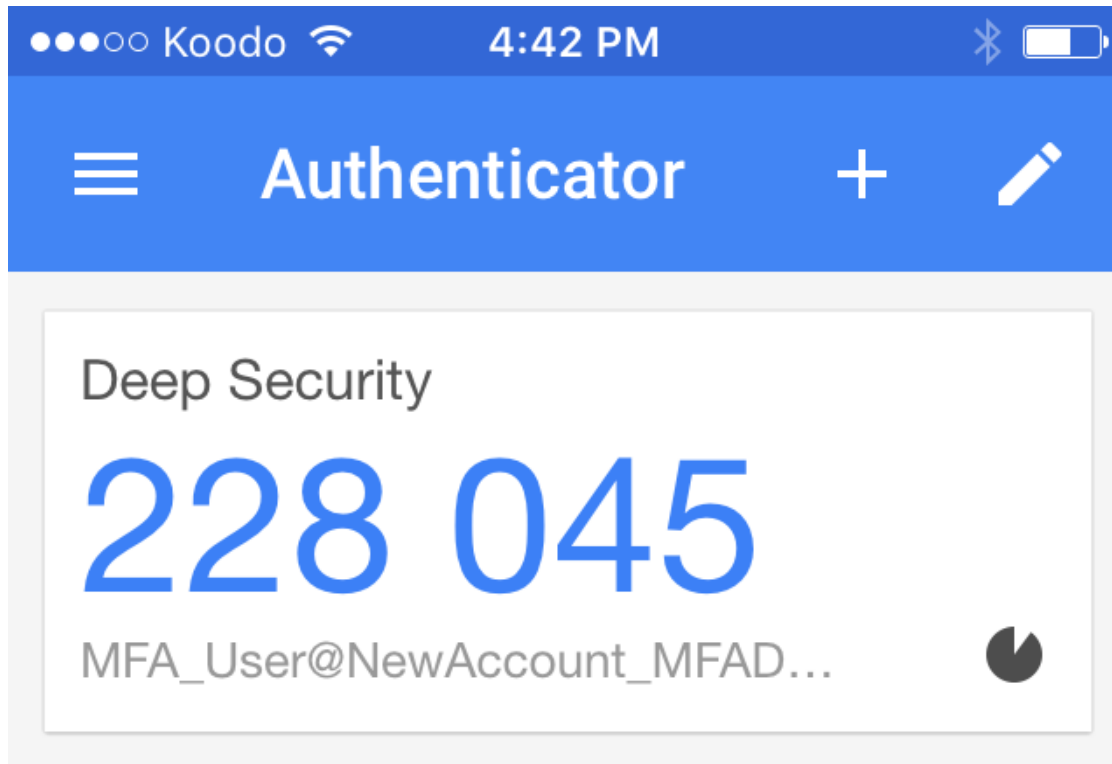 Koodo 4:42 PM
Authenticator
Deep Security
228 045
MFA_User@NewAccount_MFAD...